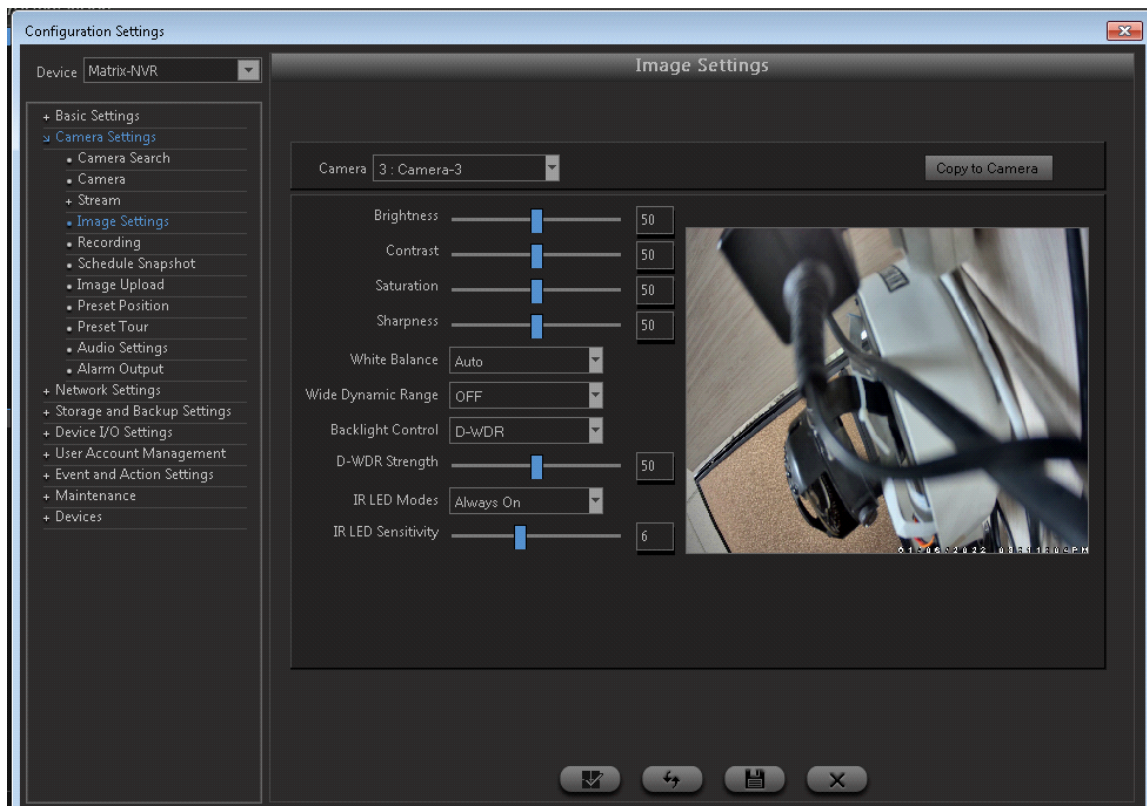 Configuration Settings
Device Matrix-NVR
Image Settings
+ Basic Settings
Camera Settings
Camera Search
Camera
+ Stream
Image Settings
Recording
Schedule Snapshot
Image Upload
Preset Position
Preset Tour
Audio Settings
Alarm Output
+ Network Settings
+ Storage and Backup Settings
+ Device I/O Settings
+ User Account Management
+ Event and Action Settings
+ Maintenance
+ Devices
Camera 3 : Camera-3
Copy to Camera
Brightness 50
Contrast 50
Saturation 50
Sharpness 50
White Balance Auto
Wide Dynamic Range OFF
Backlight Control D-WDR
D-WDR Strength 50
IR LED Modes Always On
IR LED Sensitivity 6